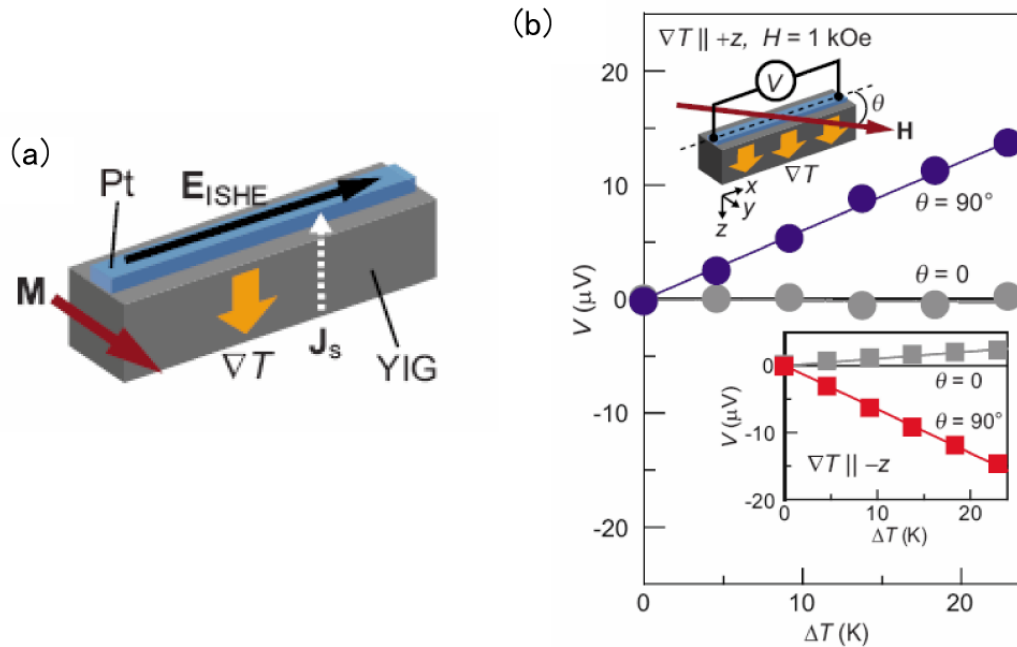 (a)
Pt
E_ISHE
M
∇T
J_s
YIG
(b)
∇T || +z, H = 1 kOe
V
θ
H
∇T
x
y
z
θ = 90°
θ = 0
V (μV)
20
10
0
-10
-20
0
10
20
ΔT (K)
V (μV)
0
-10
-20
θ = 0
θ = 90°
∇T || −z
0
10
20
ΔT (K)